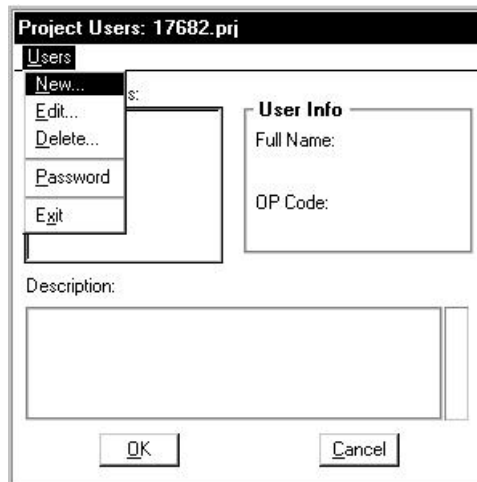 Project Users: 17682.prj
Users
New...
s:
Edit...
Delete...
Password
Exit
User Info
Full Name:
OP Code:
Description:
OK
Cancel